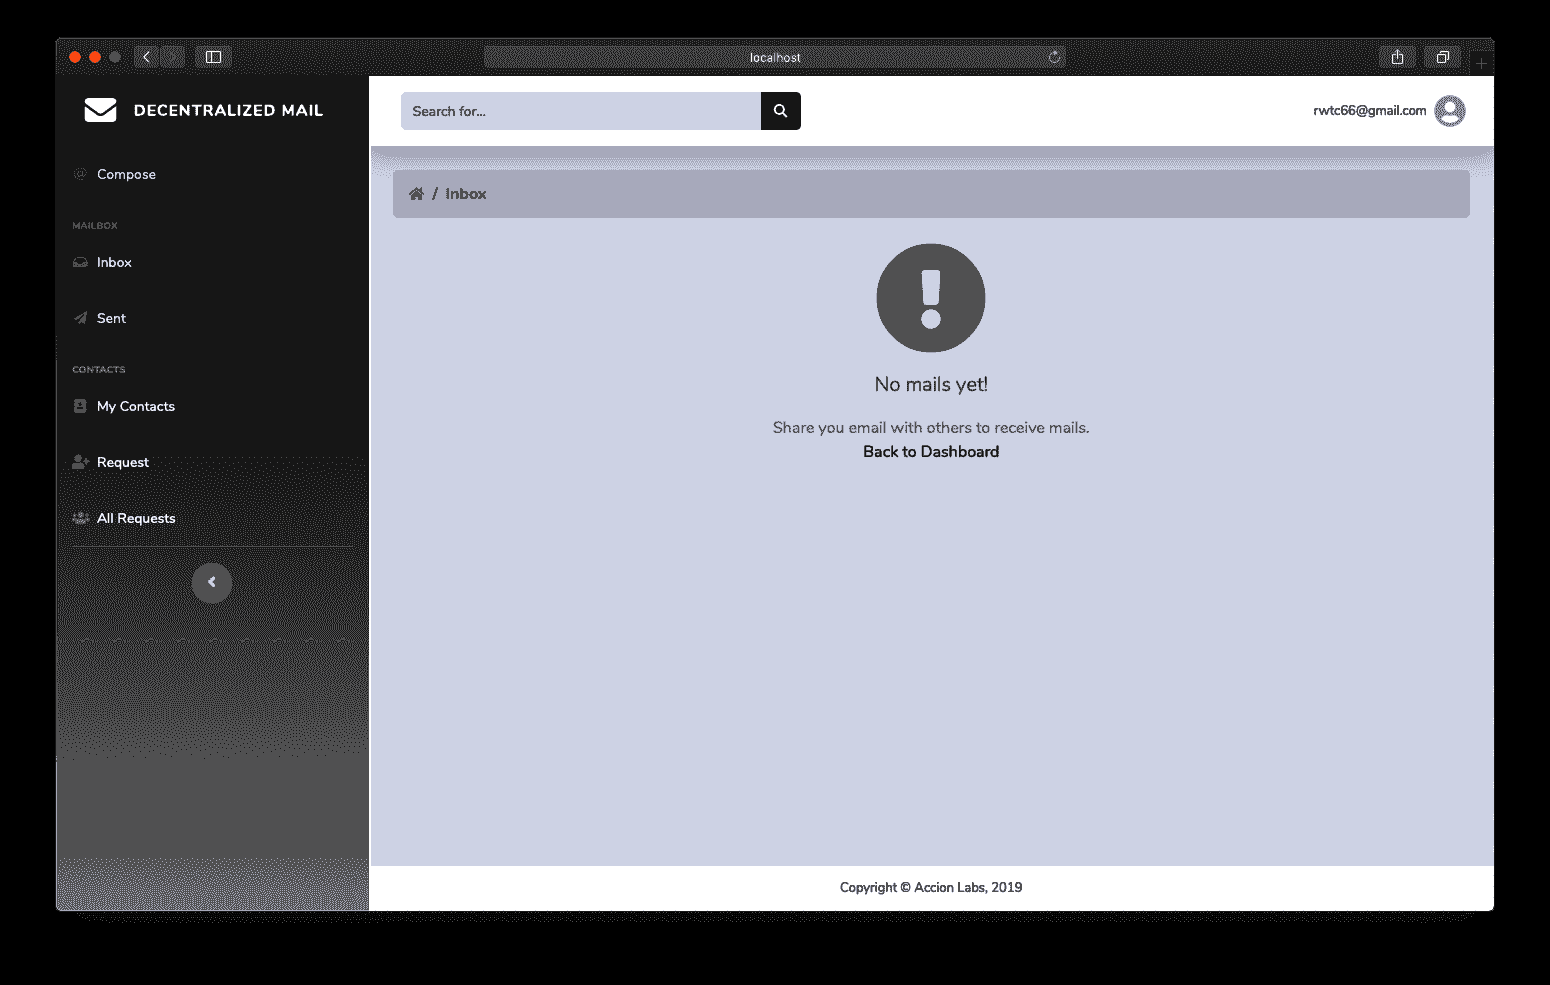 localhost
DECENTRALIZED MAIL
Search for...
rwtc66@gmail.com
Compose
/ Inbox
MAILBOX
Inbox
Sent
CONTACTS
My Contacts
Request
All Requests
No mails yet!
Share you email with others to receive mails.
Back to Dashboard
Copyright © Accion Labs, 2019